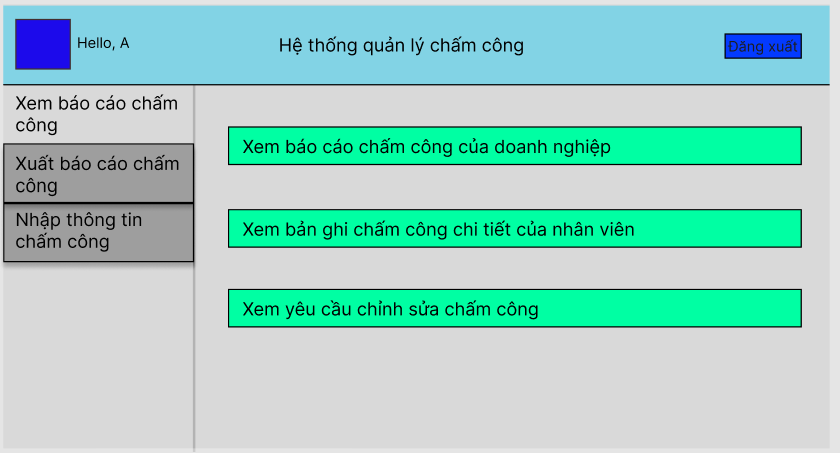 Hello, A
Hệ thống quản lý chấm công
Đăng xuất
Xem báo cáo chấm
công
Xuất báo cáo chấm
công
Nhập thông tin
chấm công
Xem báo cáo chấm công của doanh nghiệp
Xem bản ghi chấm công chi tiết của nhân viên
Xem yêu cầu chỉnh sửa chấm công